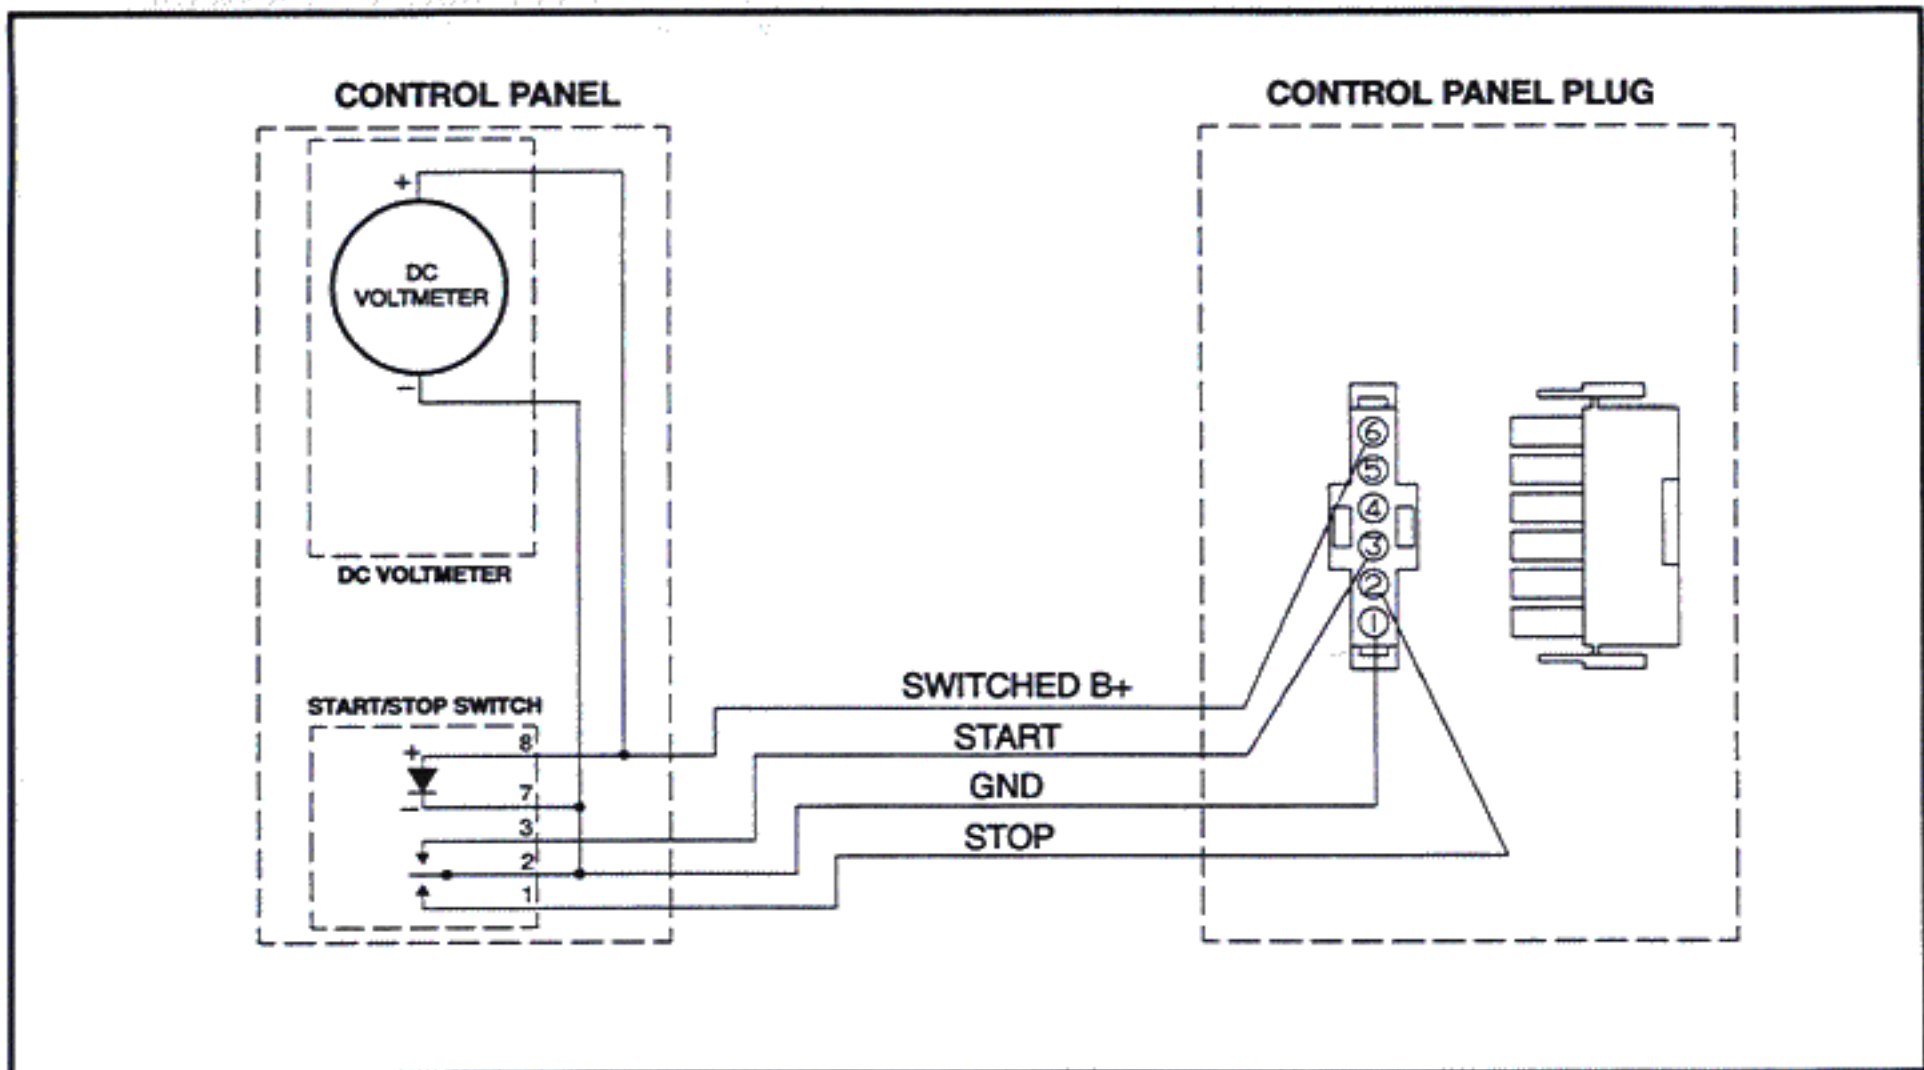 CONTROL PANEL
CONTROL PANEL PLUG
+
DC
VOLTMETER
−
DC VOLTMETER
6
5
4
3
2
1
START/STOP SWITCH
SWITCHED B+
START
GND
STOP
+
8
−
7
3
2
1